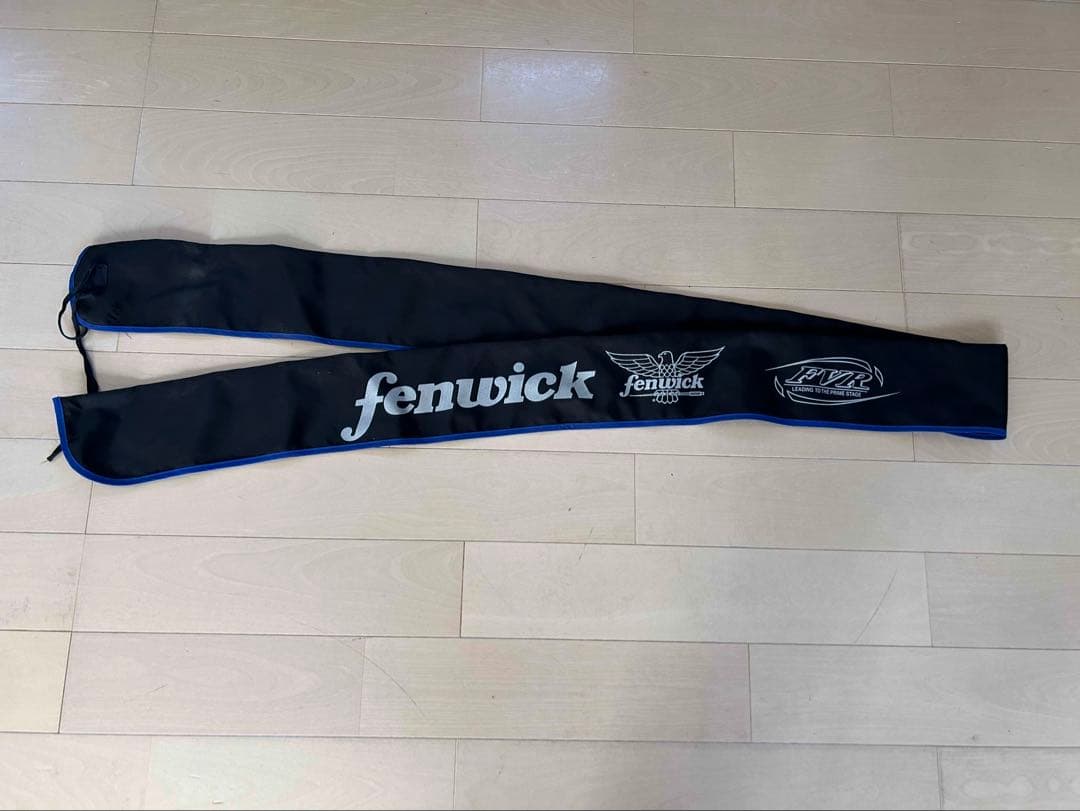 fenwick
fenwick
FVR
LEADING TO THE PRIME STAGE